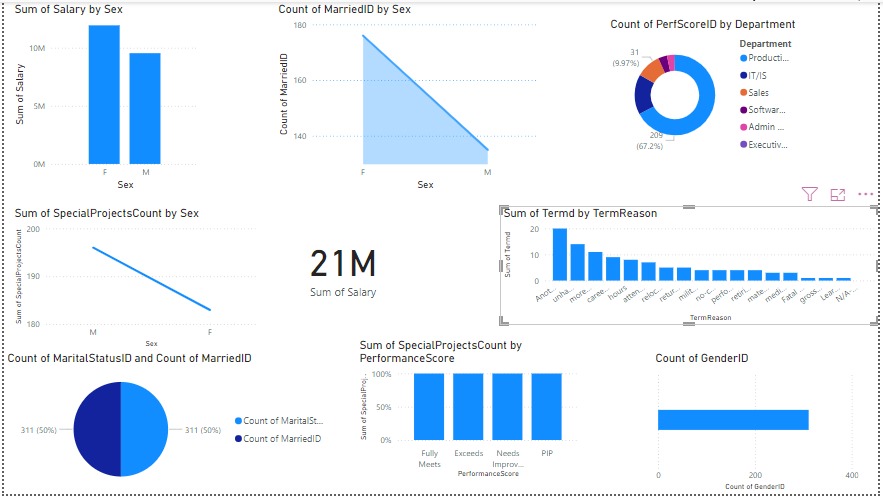 Sum of Salary by Sex
Sum of Salary
10M
5M
0M
F M
Sex
Count of MarriedID by Sex
Count of MarriedID
180
160
140
F M
Sex
Count of PerfScoreID by Department
31
(9.97%)
209
(67.2%)
Department
Producti...
IT/IS
Sales
Softwar...
Admin ...
Executiv...
Sum of SpecialProjectsCount by Sex
Sum of SpecialProjectsCount
200
190
180
M F
Sex
21M
Sum of Salary
Sum of Termd by TermReason
Sum of Termd
20
10
0
Anot... unha... more... caree... hours atten... reloc... retur... milit... no-c... perfo... retiri... mate... medi... Fatal ... gross... Lear... N/A-...
TermReason
Count of MaritalStatusID and Count of MarriedID
311 (50%)
311 (50%)
Count of MaritalSt...
Count of MarriedID
Sum of SpecialProjectsCount by
PerformanceScore
Sum of SpecialProj...
100%
50%
0%
Fully Exceeds Needs PIP
Meets Improv...
PerformanceScore
Count of GenderID
0 200 400
Count of GenderID